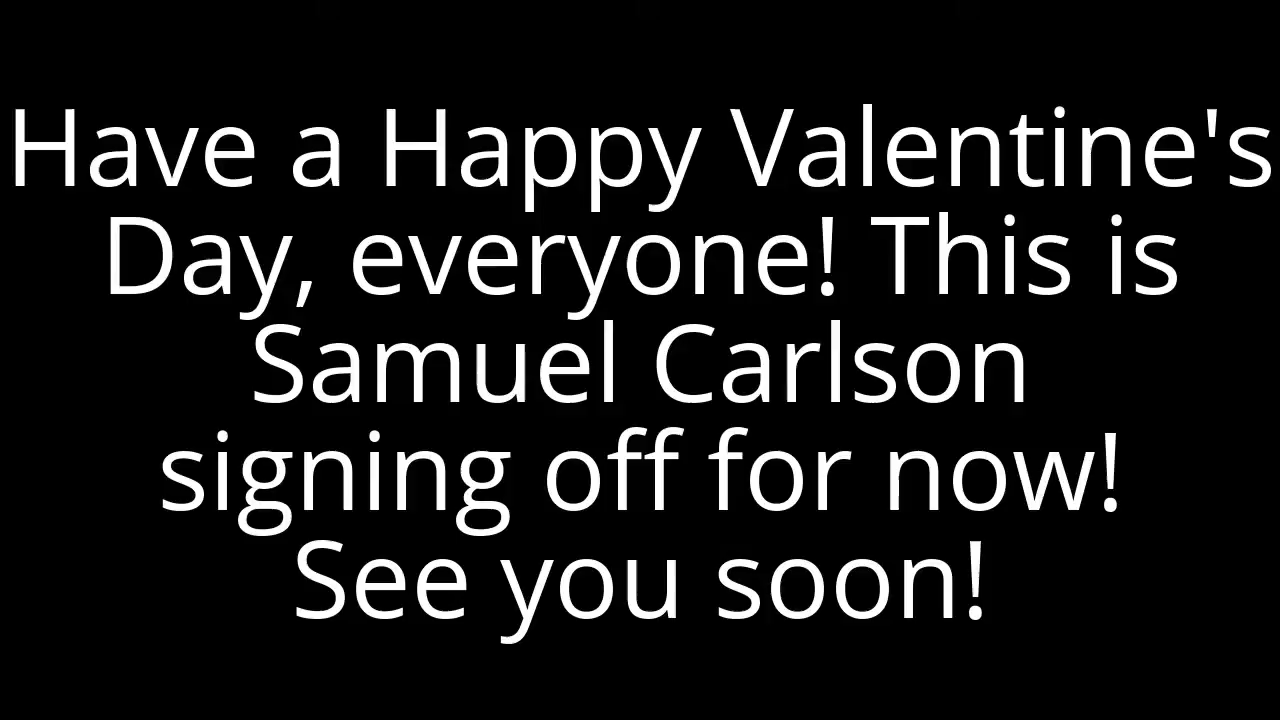 Have a Happy Valentine's
Day, everyone! This is
Samuel Carlson
signing off for now!
See you soon!